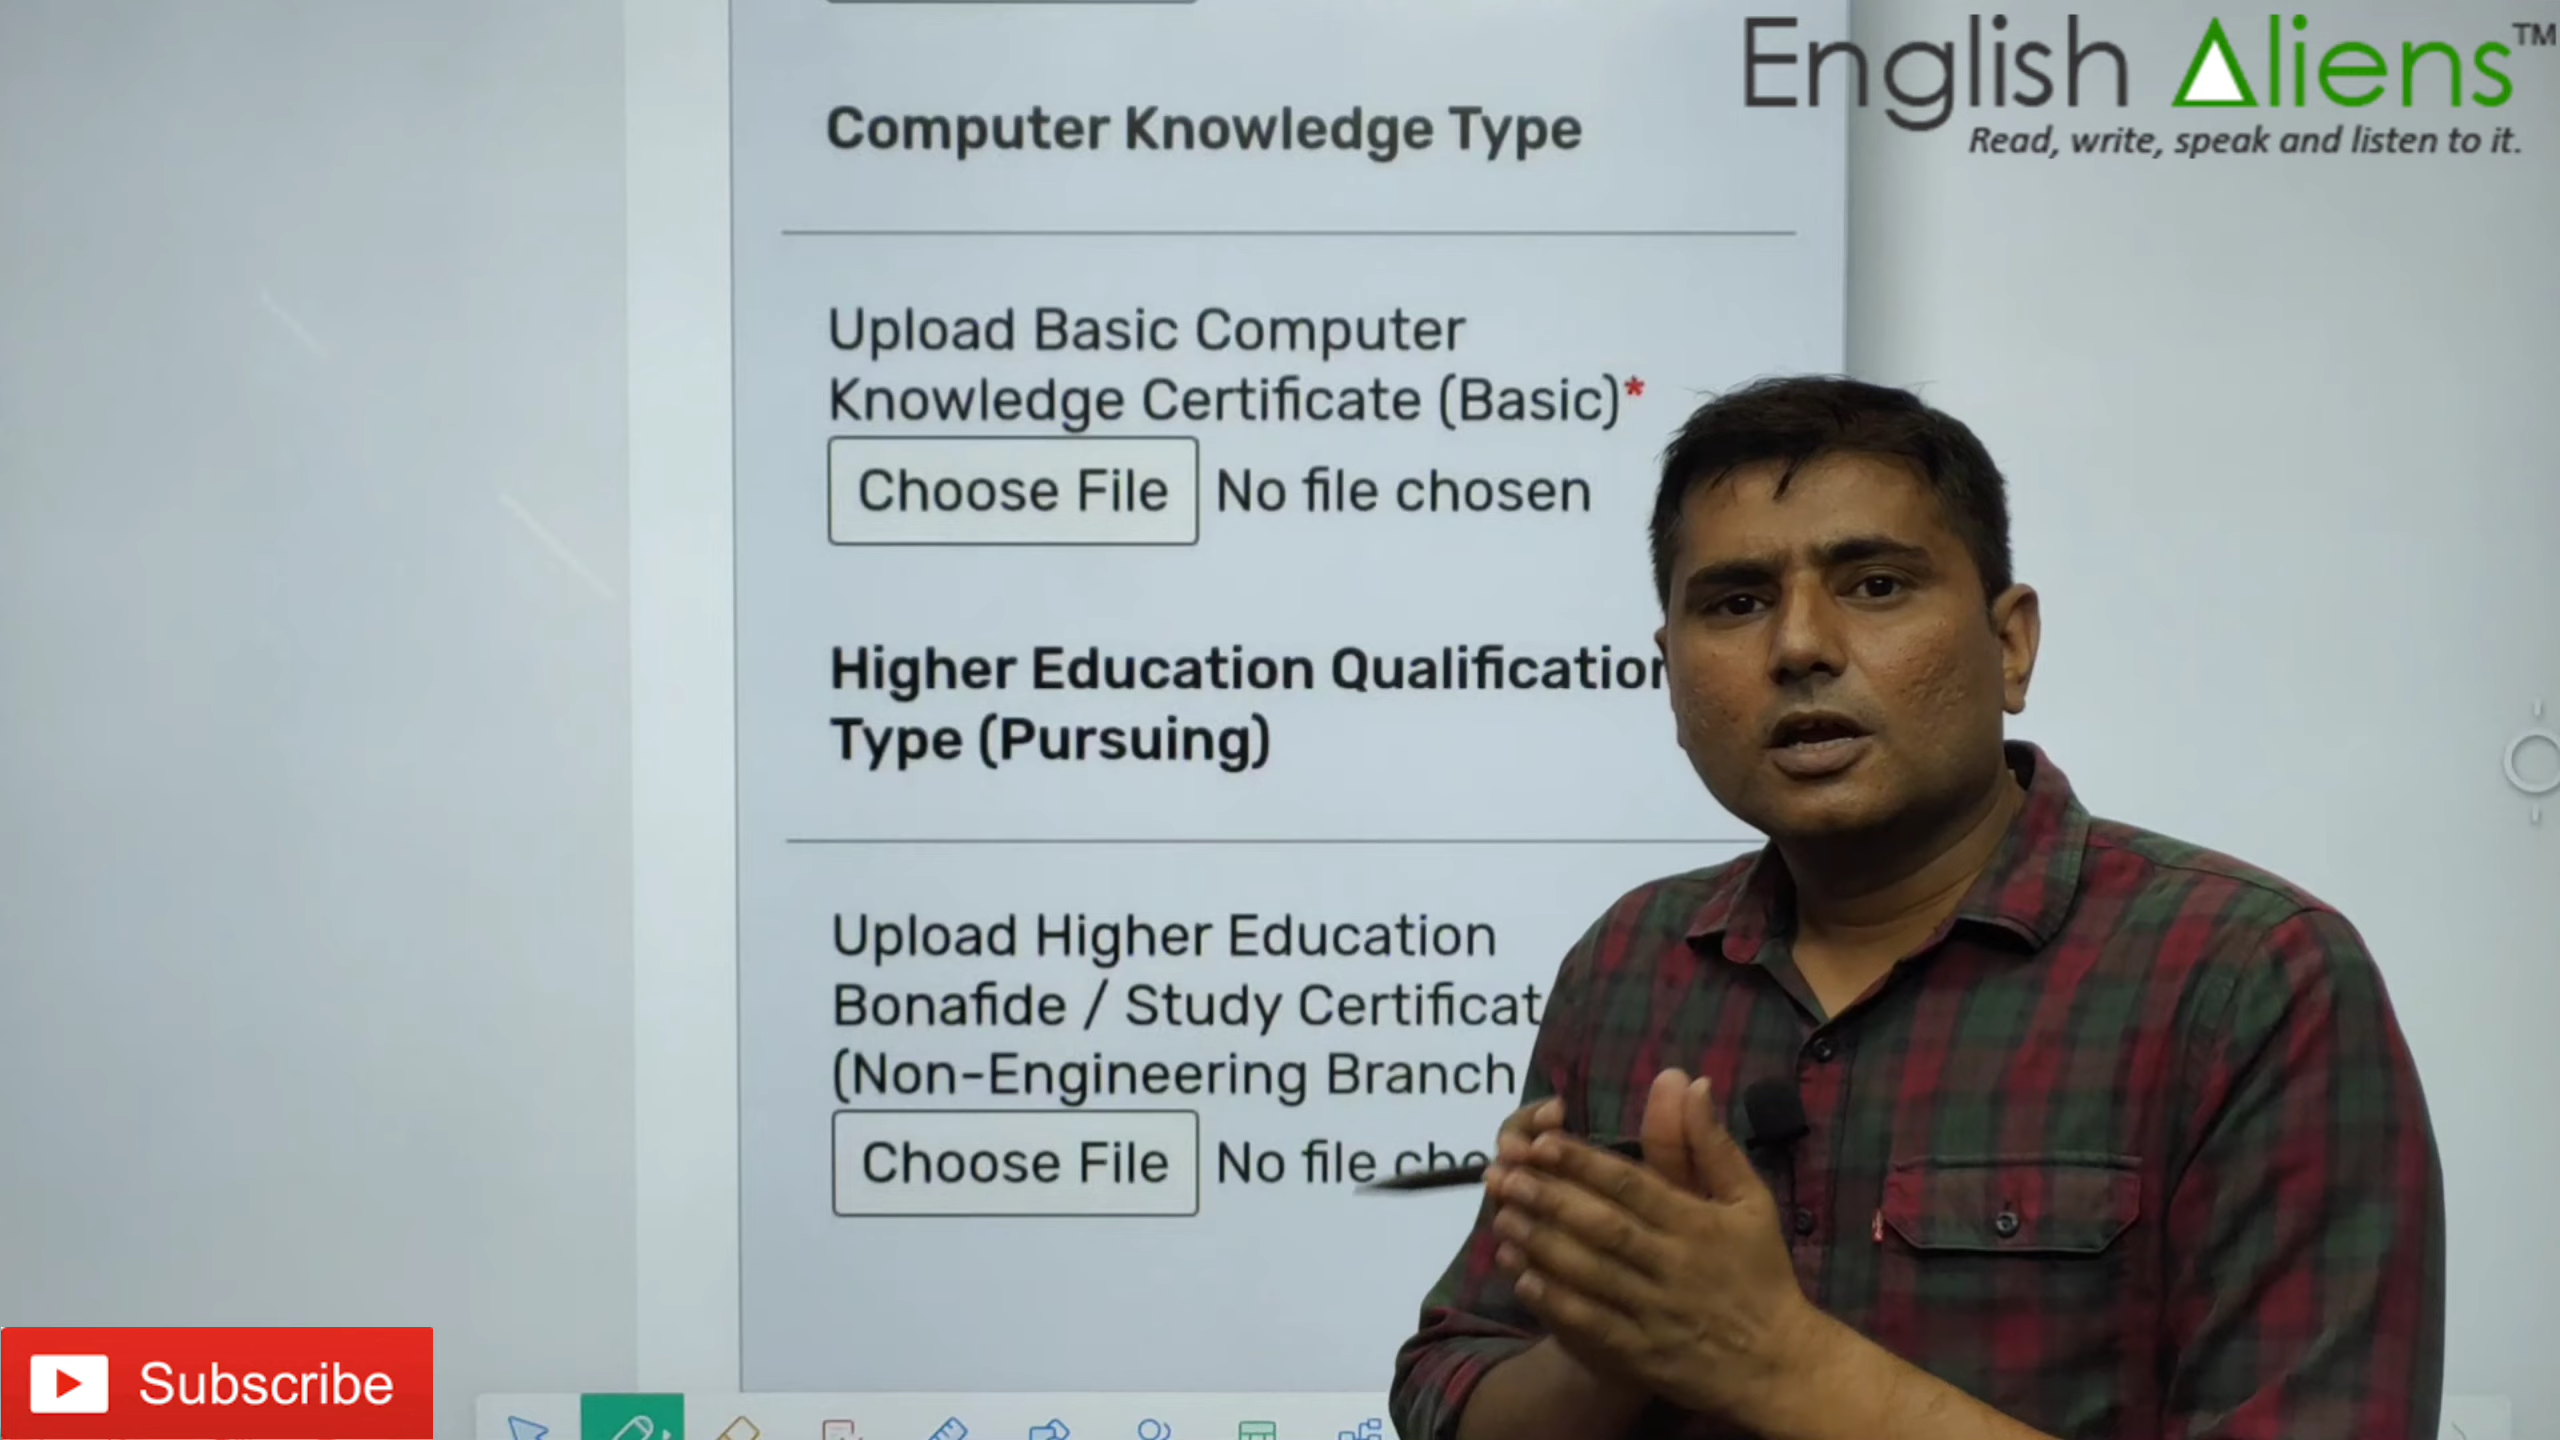 English Aliens™
Read, write, speak and listen to it.
Computer Knowledge Type
Upload Basic Computer
Knowledge Certificate (Basic)*
Choose File No file chosen
Higher Education Qualification
Type (Pursuing)
Upload Higher Education
Bonafide / Study Certificat
(Non-Engineering Branch
Choose File No file cho
Subscribe